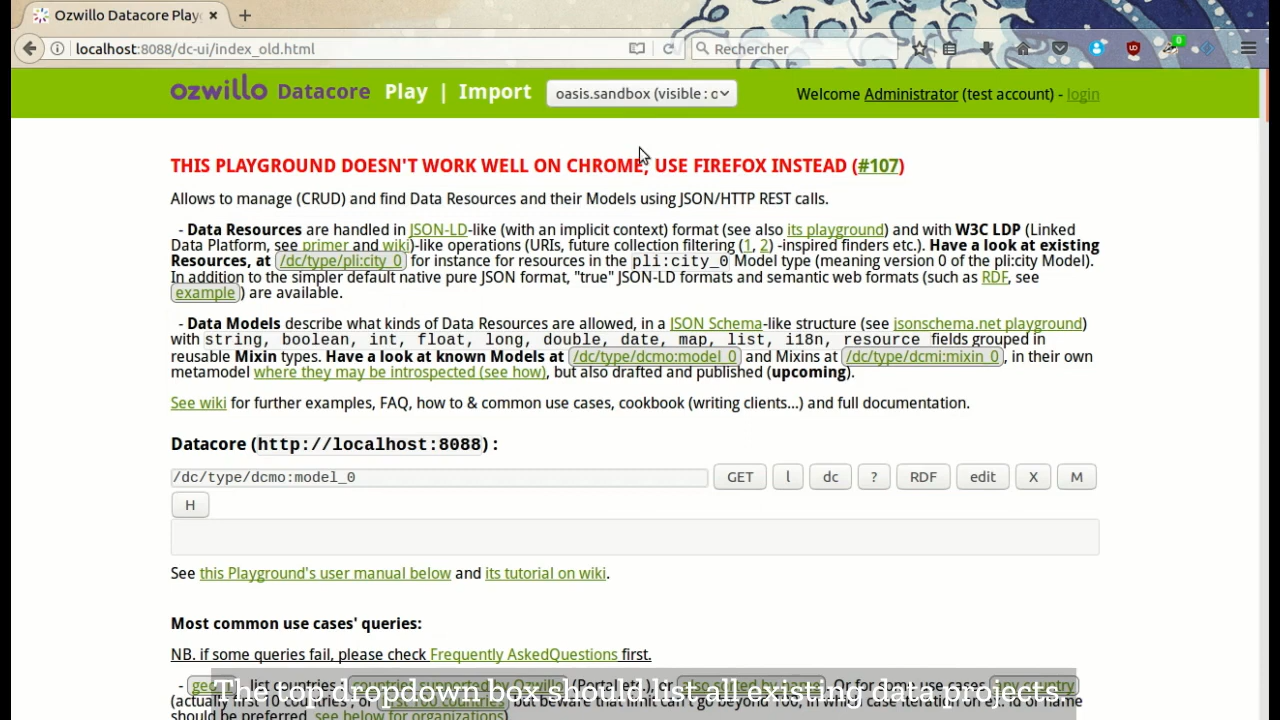 Ozwillo Datacore Play
localhost:8088/dc-ui/index_old.html
Rechercher
0
ozwillo Datacore Play | Import oasis.sandbox (visible : o Welcome Administrator (test account) - login
THIS PLAYGROUND DOESN'T WORK WELL ON CHROME, USE FIREFOX INSTEAD (#107)
Allows to manage (CRUD) and find Data Resources and their Models using JSON/HTTP REST calls.
- Data Resources are handled in JSON-LD-like (with an implicit context) format (see also its playground) and with W3C LDP (Linked
Data Platform, see primer and wiki)-like operations (URIs, future collection filtering (1, 2) -inspired finders etc.). Have a look at existing
Resources, at /dc/type/pli:city_0 for instance for resources in the pli:city_0 Model type (meaning version 0 of the pli:city Model).
In addition to the simpler default native pure JSON format, "true" JSON-LD formats and semantic web formats (such as RDF, see
example) are available.
- Data Models describe what kinds of Data Resources are allowed, in a JSON Schema-like structure (see jsonschema.net playground)
with string, boolean, int, float, long, double, date, map, list, i18n, resource fields grouped in
reusable Mixin types. Have a look at known Models at /dc/type/dcmo:model_0 and Mixins at /dc/type/dcmi:mixin_0, in their own
metamodel where they may be introspected (see how), but also drafted and published (upcoming).
See wiki for further examples, FAQ, how to & common use cases, cookbook (writing clients...) and full documentation.
Datacore (http://localhost:8088):
/dc/type/dcmo:model_0 GET l dc ? RDF edit X M
H
See this Playground's user manual below and its tutorial on wiki.
Most common use cases' queries:
NB. if some queries fail, please check Frequently AskedQuestions first.
The top dropdown box should list all existing data projects.